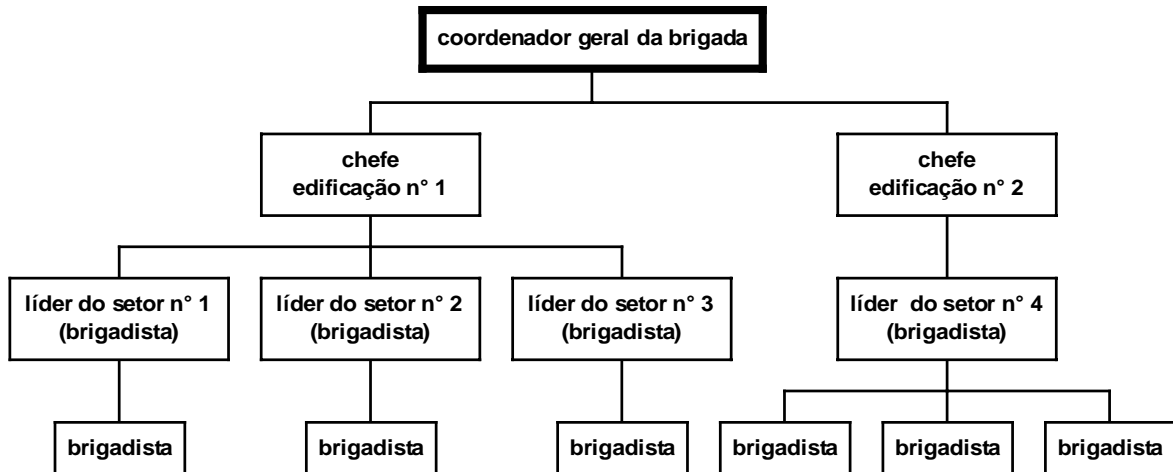 coordenador geral da brigada
chefe
edificação n° 1
chefe
edificação n° 2
líder do setor n° 1
(brigadista)
líder do setor n° 2
(brigadista)
líder do setor n° 3
(brigadista)
líder do setor n° 4
(brigadista)
brigadista
brigadista
brigadista
brigadista
brigadista
brigadista